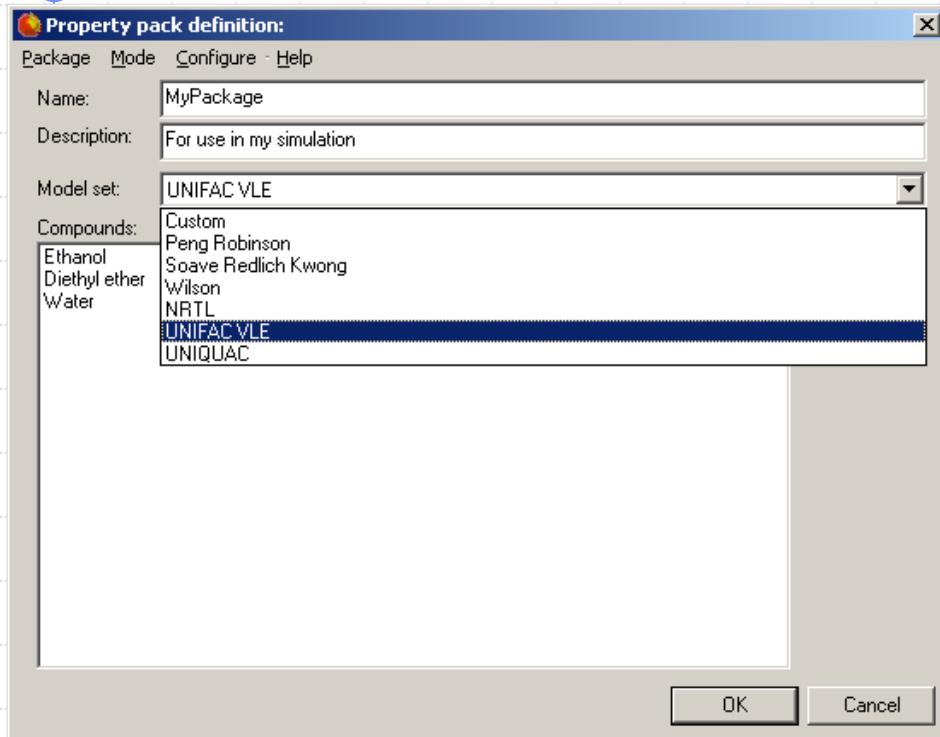 Property pack definition:
Package Mode Configure Help
Name: MyPackage
Description: For use in my simulation
Model set: UNIFAC VLE
Custom
Peng Robinson
Soave Redlich Kwong
Wilson
NRTL
UNIFAC VLE
UNIQUAC
Compounds:
Ethanol
Diethyl ether
Water
OK Cancel